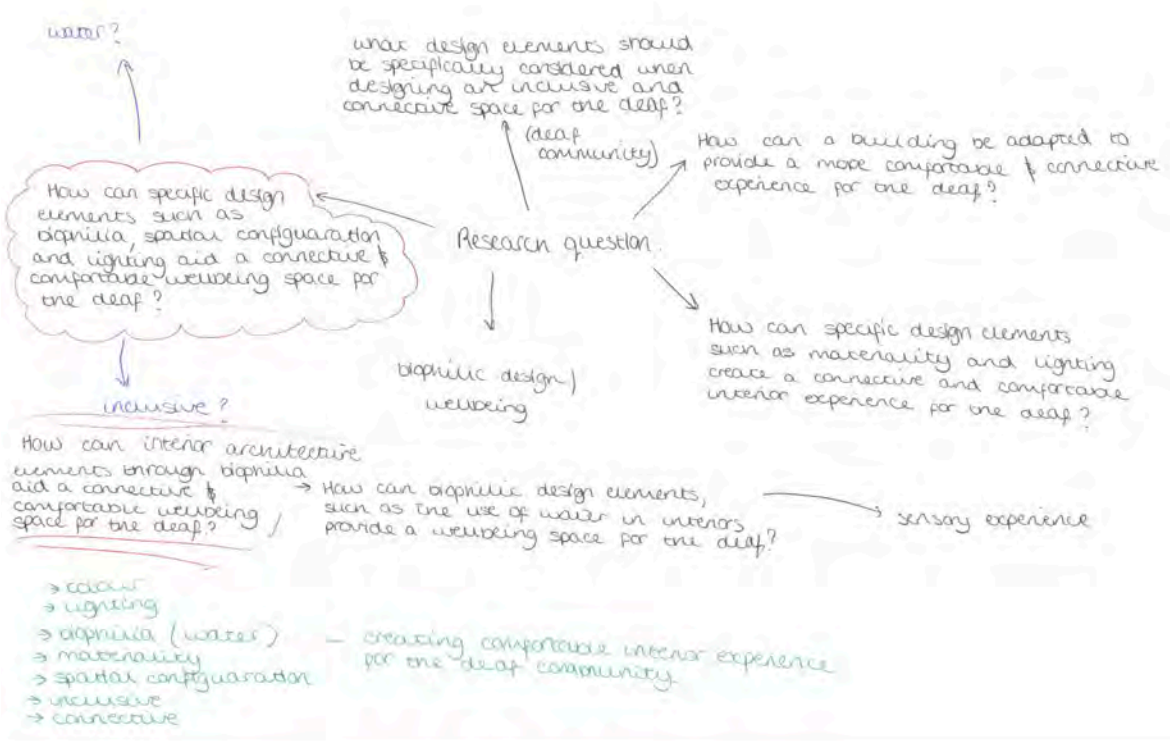 water?
what design elements should
be specifically considered when
designing an inclusive and
connective space for the deaf?
(deaf
community)
How can a building be adapted to
provide a more comfortable & connective
experience for the deaf?
How can specific design
elements such as
biophilia, spatial configuaration
and lighting aid a connective &
comfortable wellbeing space for
the deaf?
Research question.
How can specific design elements
such as materiality and lighting
create a connective and comfortable
interior experience for the deaf?
biophilic design /
wellbeing
inclusive?
How can interior architecture
elements through biophilia
aid a connective &
comfortable wellbeing
space for the deaf?
→ How can biophilic design elements,
such as the use of water in interiors
provide a wellbeing space for the deaf?
sensory experience
→ colour
→ lighting
→ biophilia (water)
→ materiality
→ spatial configuaration
→ inclusive
→ connective
– creating comfortable interior experience
for the deaf community